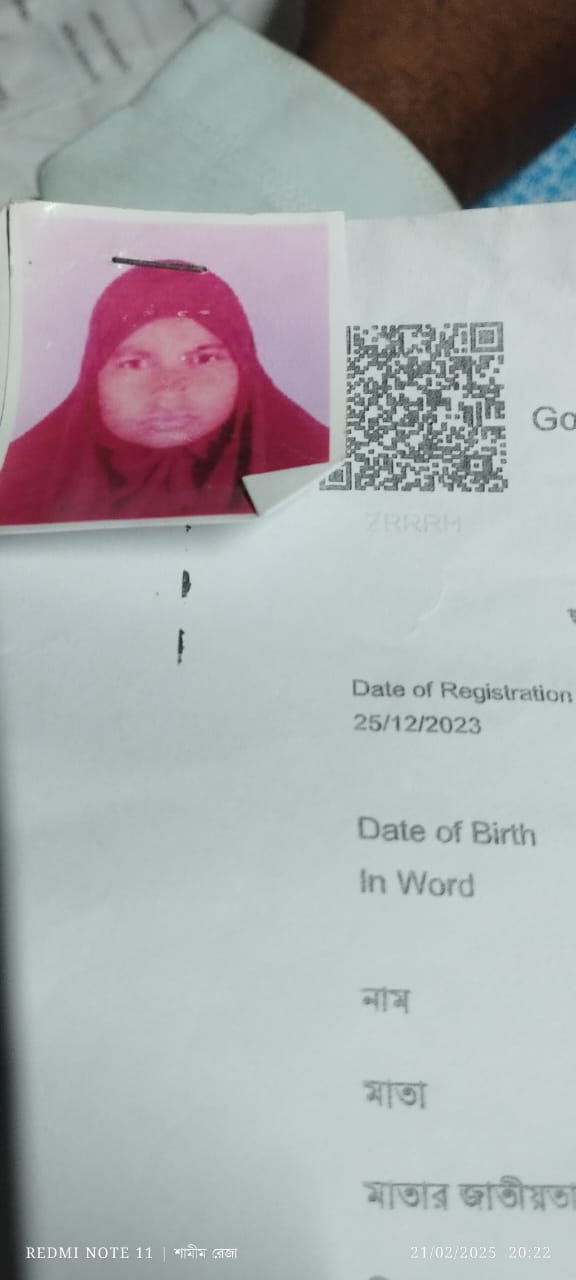 Go
ZRRRH
Date of Registration
25/12/2023
Date of Birth
In Word
নাম
মাতা
মাতার জাতীয়তা
REDMI NOTE 11 | শামীম রেজা
21/02/2025 20:22